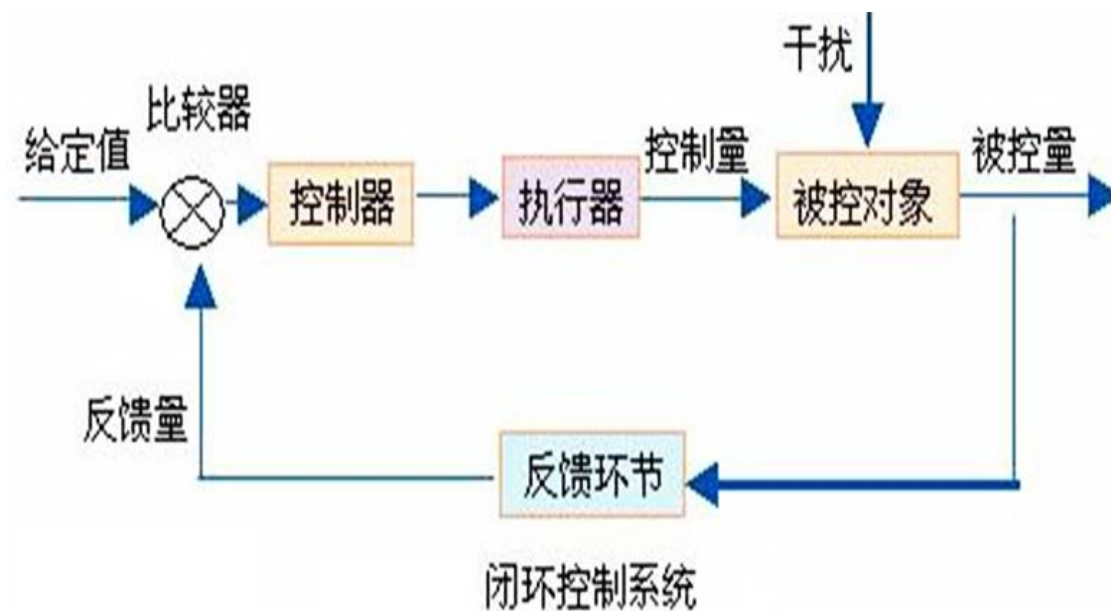 干扰
比较器
给定值
控制器
执行器
控制量
被控对象
被控量
反馈量
反馈环节
闭环控制系统